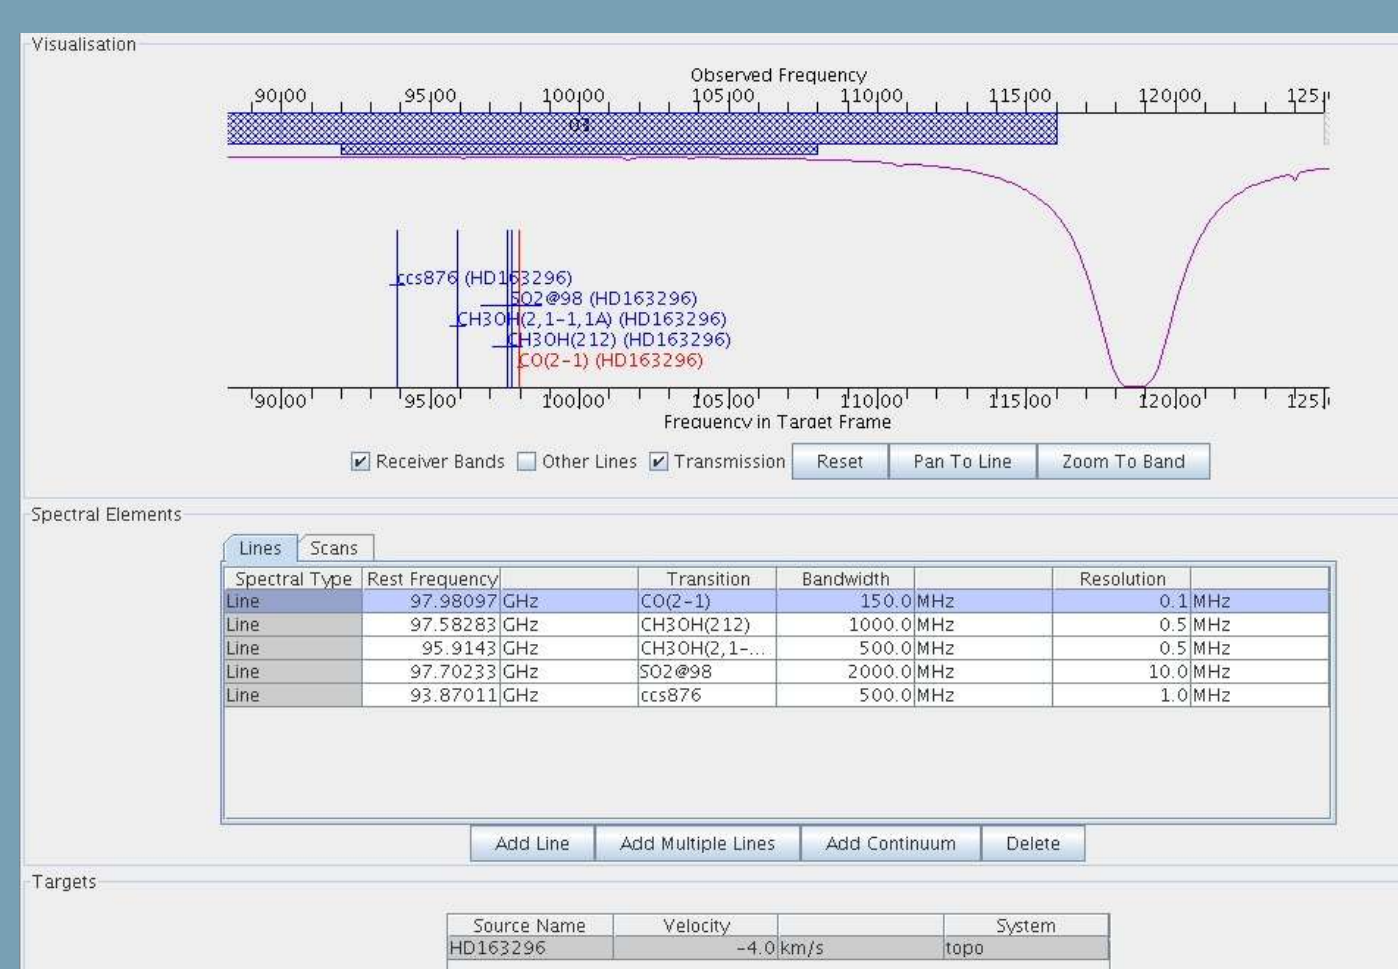 Visualisation
Observed Frequency
90.00 95.00 100.00 105.00 110.00 115.00 120.00 125.
03
ccs876 (HD163296)
SO2@98 (HD163296)
CH3OH(2,1-1,1A) (HD163296)
CH3OH(212) (HD163296)
CO(2-1) (HD163296)
90.00 95.00 100.00 105.00 110.00 115.00 120.00 125.
Frequency in Target Frame
Receiver Bands Other Lines Transmission Reset Pan To Line Zoom To Band
Spectral Elements
Lines Scans
Spectral Type Rest Frequency Transition Bandwidth Resolution
Line 97.98097 GHz CO(2-1) 150.0 MHz 0.1 MHz
Line 97.58283 GHz CH3OH(212) 1000.0 MHz 0.5 MHz
Line 95.9143 GHz CH3OH(2,1-... 500.0 MHz 0.5 MHz
Line 97.70233 GHz SO2@98 2000.0 MHz 10.0 MHz
Line 93.87011 GHz ccs876 500.0 MHz 1.0 MHz
Add Line Add Multiple Lines Add Continuum Delete
Targets
Source Name Velocity System
HD163296 -4.0 km/s topo